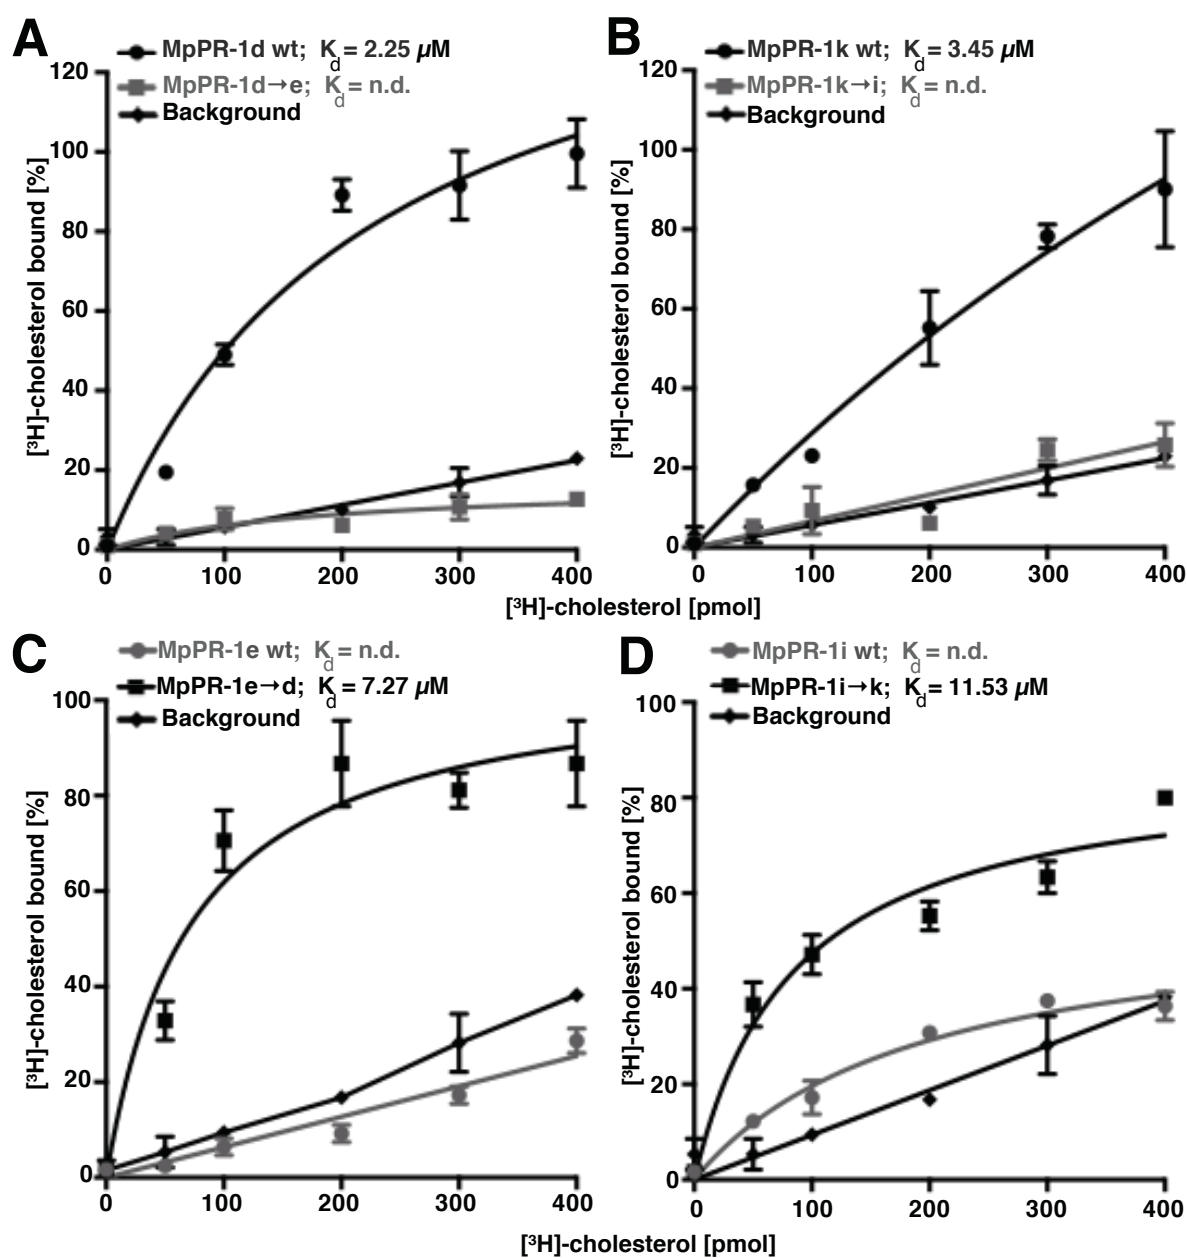 A
MpPR-1d wt; Kd = 2.25 µM
MpPR-1d→e; Kd = n.d.
Background
[³H]-cholesterol bound [%]
120
100
80
60
40
20
0
0 100 200 300 400
B
MpPR-1k wt; Kd = 3.45 µM
MpPR-1k→i; Kd = n.d.
Background
[³H]-cholesterol bound [%]
120
100
80
60
40
20
0
0 100 200 300 400
[³H]-cholesterol [pmol]
C
MpPR-1e wt; Kd = n.d.
MpPR-1e→d; Kd = 7.27 µM
Background
[³H]-cholesterol bound [%]
100
80
60
40
20
0
0 100 200 300 400
D
MpPR-1i wt; Kd = n.d.
MpPR-1i→k; Kd = 11.53 µM
Background
[³H]-cholesterol bound [%]
100
80
60
40
20
0
0 100 200 300 400
[³H]-cholesterol [pmol]